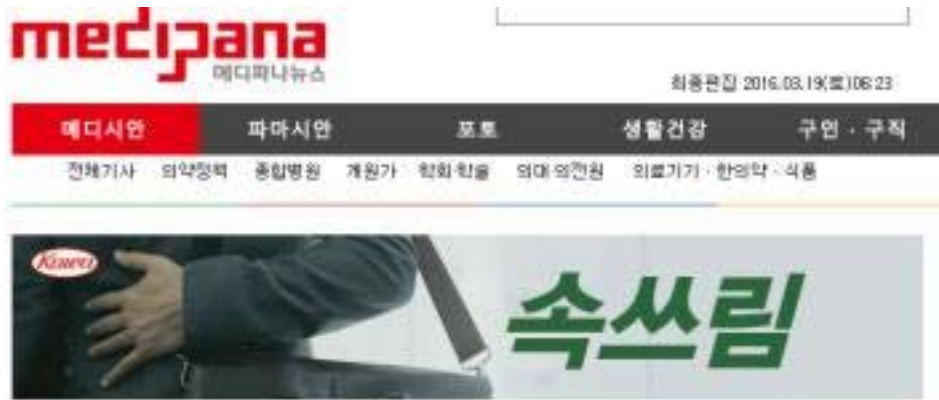 medipana
메디파나뉴스
최종편집 2016.03.19(토)06:23
메디시안 파마시안 포토 생활건강 구인 · 구직
전체기사 의약정책 종합병원 개원가 학회·학술 의대·의전원 의료기기 · 한의약 · 식품
Kowa
속쓰림